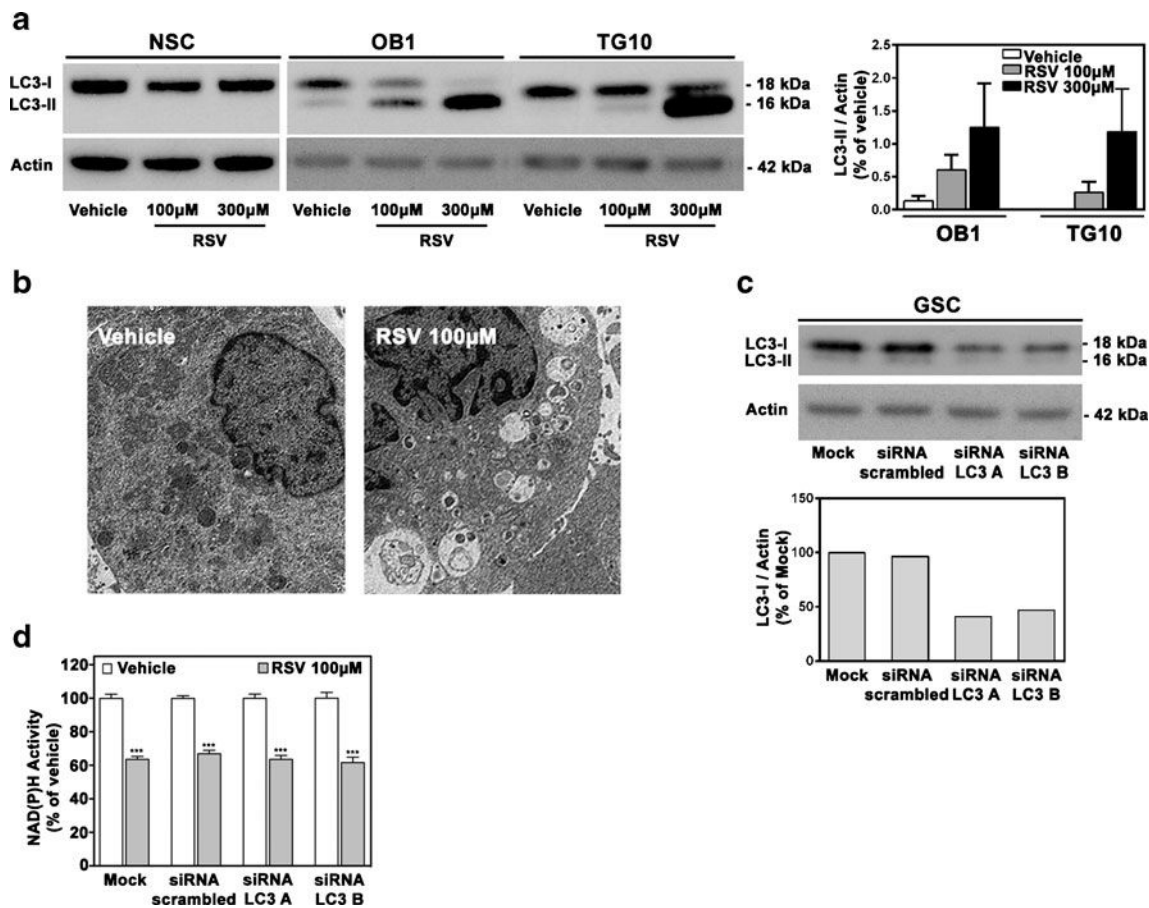 a
NSC OB1 TG10
LC3-I
LC3-II
- 18 kDa
- 16 kDa
Actin
- 42 kDa
Vehicle 100µM 300µM Vehicle 100µM 300µM Vehicle 100µM 300µM
RSV RSV RSV
LC3-II / Actin
(% of vehicle)
2.5
2.0
1.5
1.0
0.5
0.0
Vehicle
RSV 100µM
RSV 300µM
OB1 TG10
b
Vehicle
RSV 100µM
c
GSC
LC3-I
LC3-II
- 18 kDa
- 16 kDa
Actin
- 42 kDa
Mock siRNA siRNA siRNA
scrambled LC3 A LC3 B
LC3-I / Actin
(% of Mock)
150
100
50
0
Mock siRNA siRNA siRNA
scrambled LC3 A LC3 B
d
NAD(P)H Activity
(% of vehicle)
120
100
80
60
40
20
0
Vehicle RSV 100µM
*** *** *** ***
Mock siRNA siRNA siRNA
scrambled LC3 A LC3 B